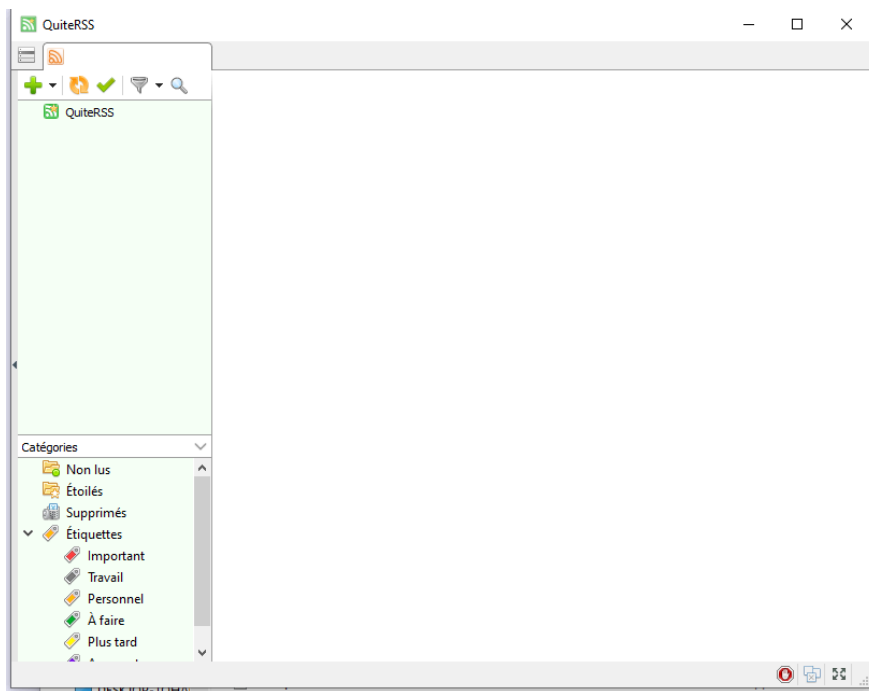 QuiteRSS
QuiteRSS
Catégories
Non lus
Étoilés
Supprimés
Étiquettes
Important
Travail
Personnel
À faire
Plus tard